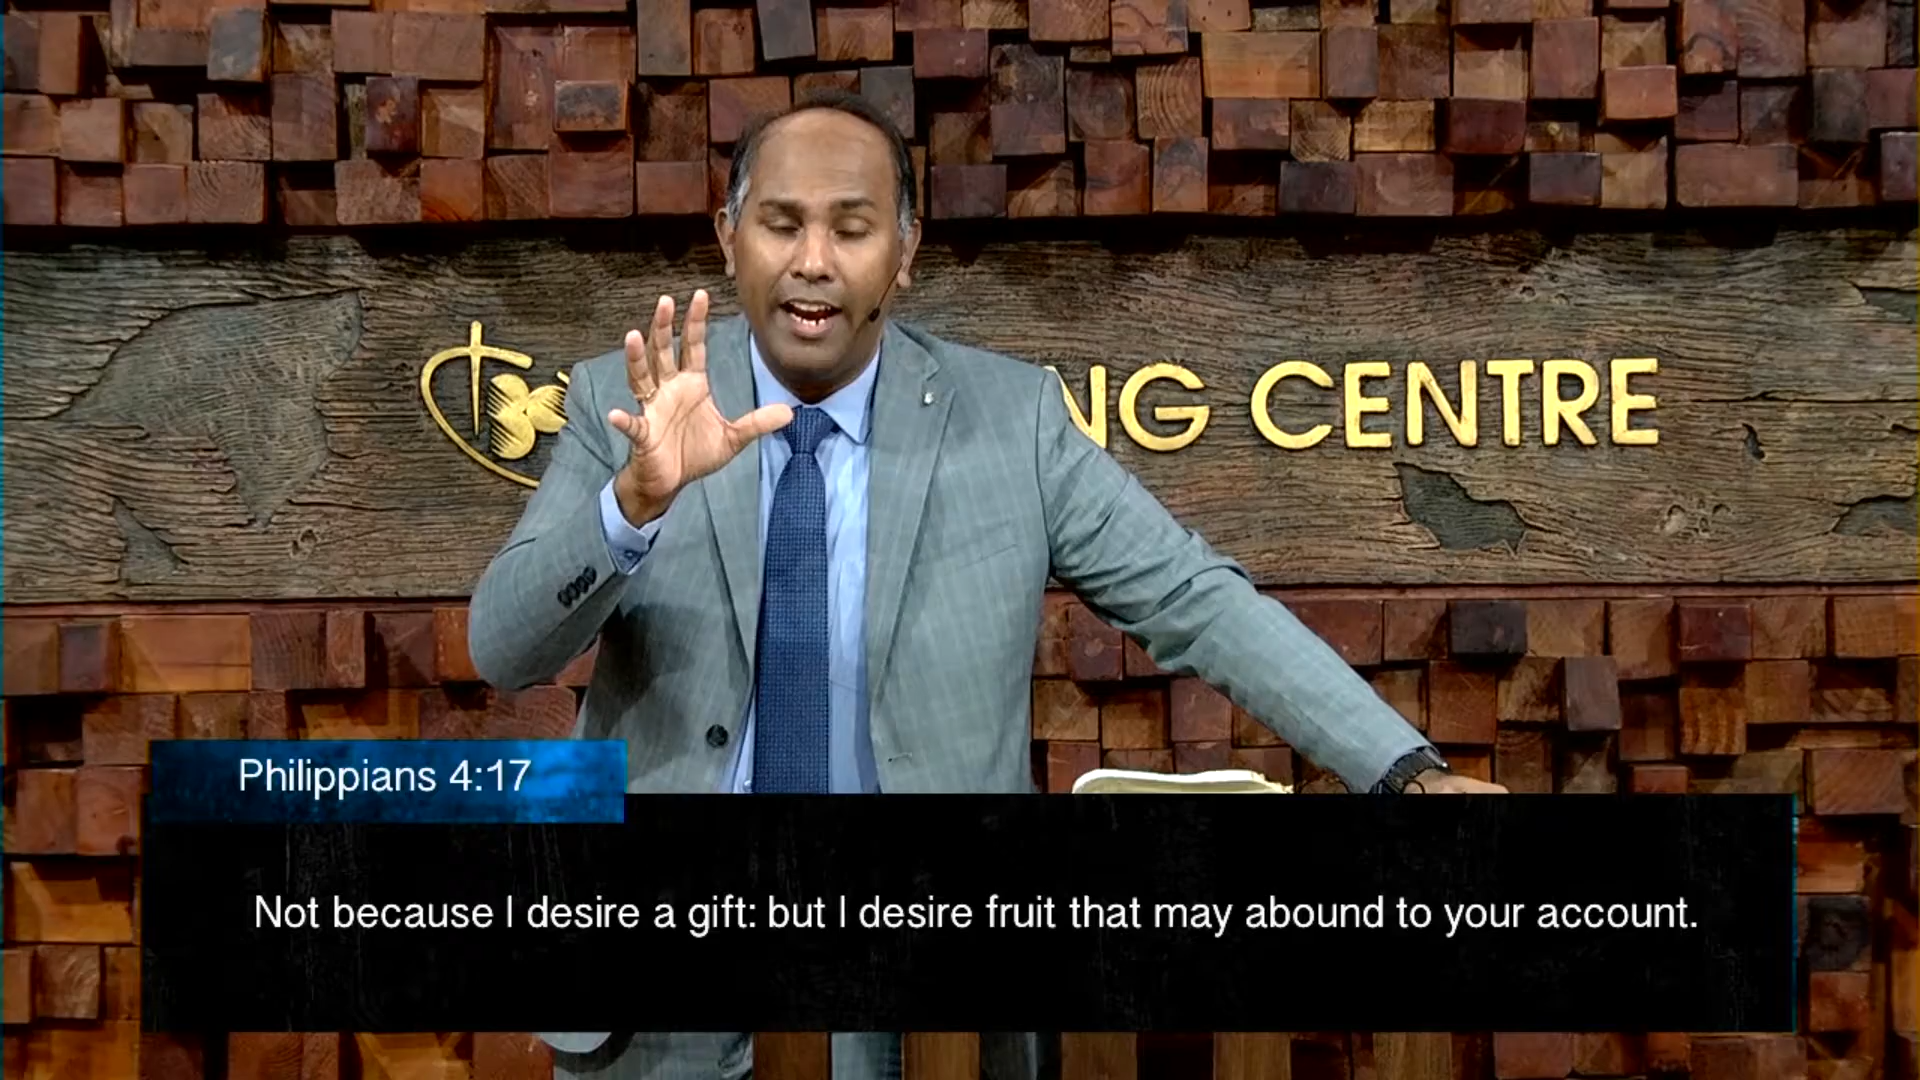 NG CENTRE
Philippians 4:17
Not because I desire a gift: but I desire fruit that may abound to your account.